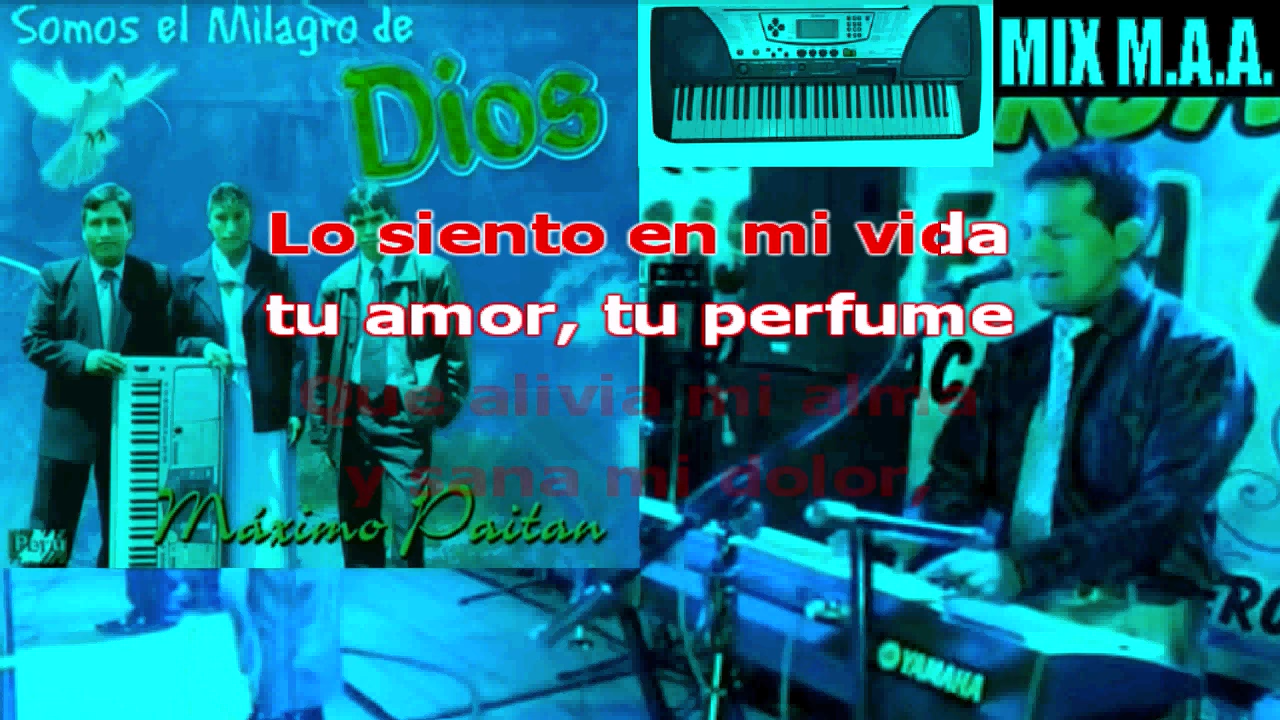 Somos el Milagro de
Dios
MIX M.A.A.
Lo siento en mi vida
tu amor, tu perfume
Que alivia mi alma
y sana mi dolor,
Máximo Paitan
Perú
YAMAHA